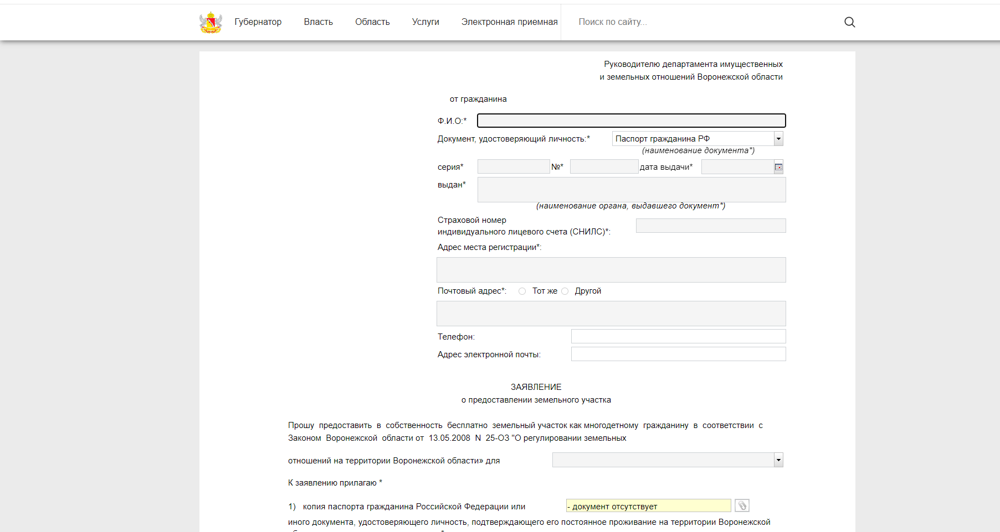 Губернатор Власть Область Услуги Электронная приемная Поиск по сайту...
Руководителю департамента имущественных
и земельных отношений Воронежской области
от гражданина
Ф.И.О:*
Документ, удостоверяющий личность:* Паспорт гражданина РФ
(наименование документа*)
серия* №* дата выдачи*
выдан*
(наименование органа, выдавшего документ*)
Страховой номер
индивидуального лицевого счета (СНИЛС)*:
Адрес места регистрации*:
Почтовый адрес*: Тот же Другой
Телефон:
Адрес электронной почты:
ЗАЯВЛЕНИЕ
о предоставлении земельного участка
Прошу предоставить в собственность бесплатно земельный участок как многодетному гражданину в соответствии с
Законом Воронежской области от 13.05.2008 N 25-ОЗ "О регулировании земельных
отношений на территории Воронежской области» для
К заявлению прилагаю *
1) копия паспорта гражданина Российской Федерации или - документ отсутствует
иного документа, удостоверяющего личность, подтверждающего его постоянное проживание на территории Воронежской